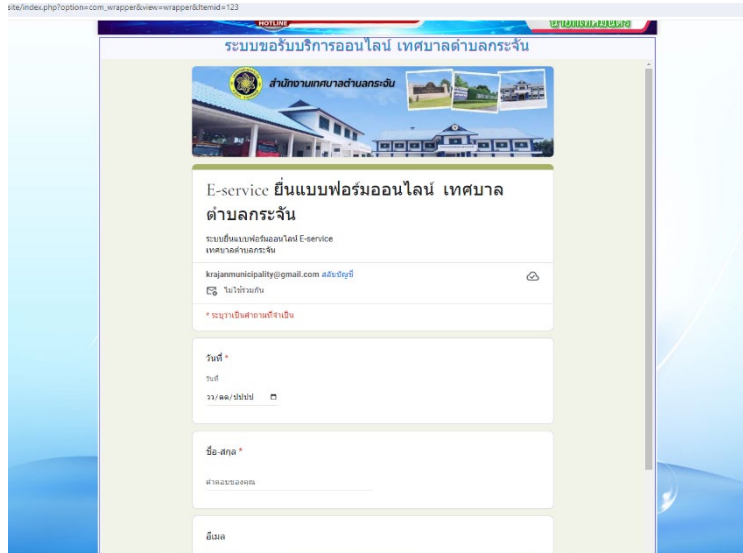 site/index.php?option=com_wrapper&view=wrapper&Itemid=123
HOTLINE
ระบบขอรับบริการออนไลน์ เทศบาลตำบลกระจัน
สำนักงานเทศบาลตำบลกระจัน
E-service ยื่นแบบฟอร์มออนไลน์ เทศบาล
ตำบลกระจัน
ระบบยื่นแบบฟอร์มออนไลน์ E-service
เทศบาลตำบลกระจัน
krajanmunicipality@gmail.com สลับบัญชี
ไม่ใช้ร่วมกัน
* ระบุว่าเป็นคำถามที่จำเป็น
วันที่ *
วันที่
วว/ดด/ปปปป
ชื่อ-สกุล *
คำตอบของคุณ
อีเมล